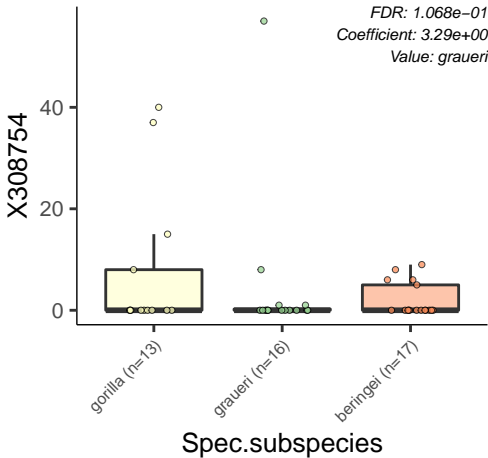 FDR: 1.068e−01
Coefficient: 3.29e+00
Value: graueri
X308754
40
20
0
gorilla (n=13)
graueri (n=16)
beringei (n=17)
Spec.subspecies